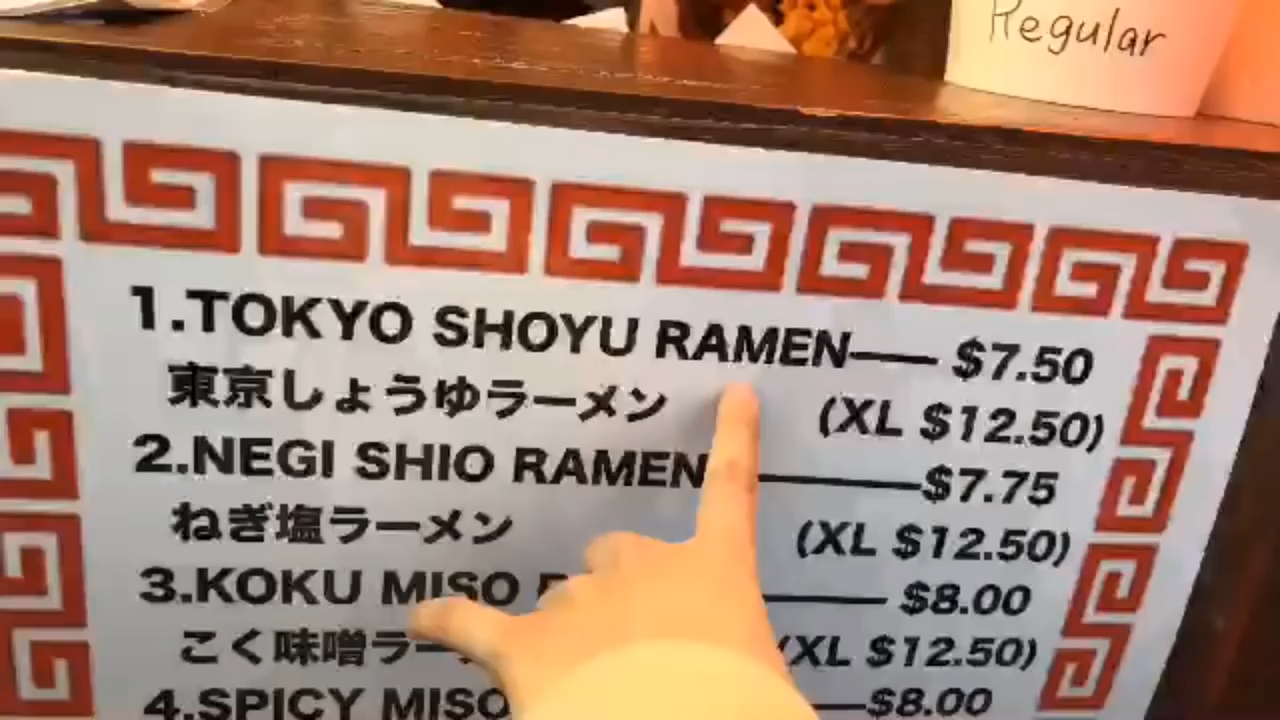 Regular
1.TOKYO SHOYU RAMEN—— $7.50
東京しょうゆラーメン (XL $12.50)
2.NEGI SHIO RAMEN ——$7.75
ねぎ塩ラーメン (XL $12.50)
3.KOKU MISO —— $8.00
こく味噌ラー (XL $12.50)
4.SPICY MISO ——$8.00